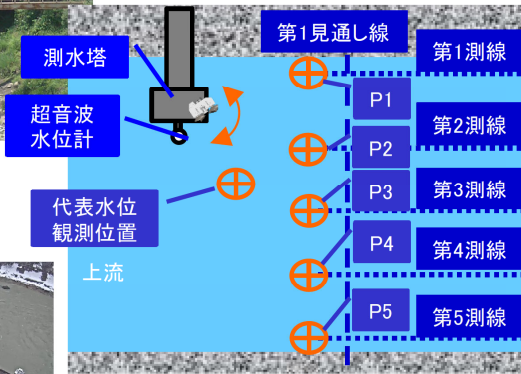 第1見通し線
第1測線
測水塔
P1
超音波
水位計
第2測線
P2
P3
第3測線
代表水位
観測位置
P4
第4測線
上流
P5
第5測線